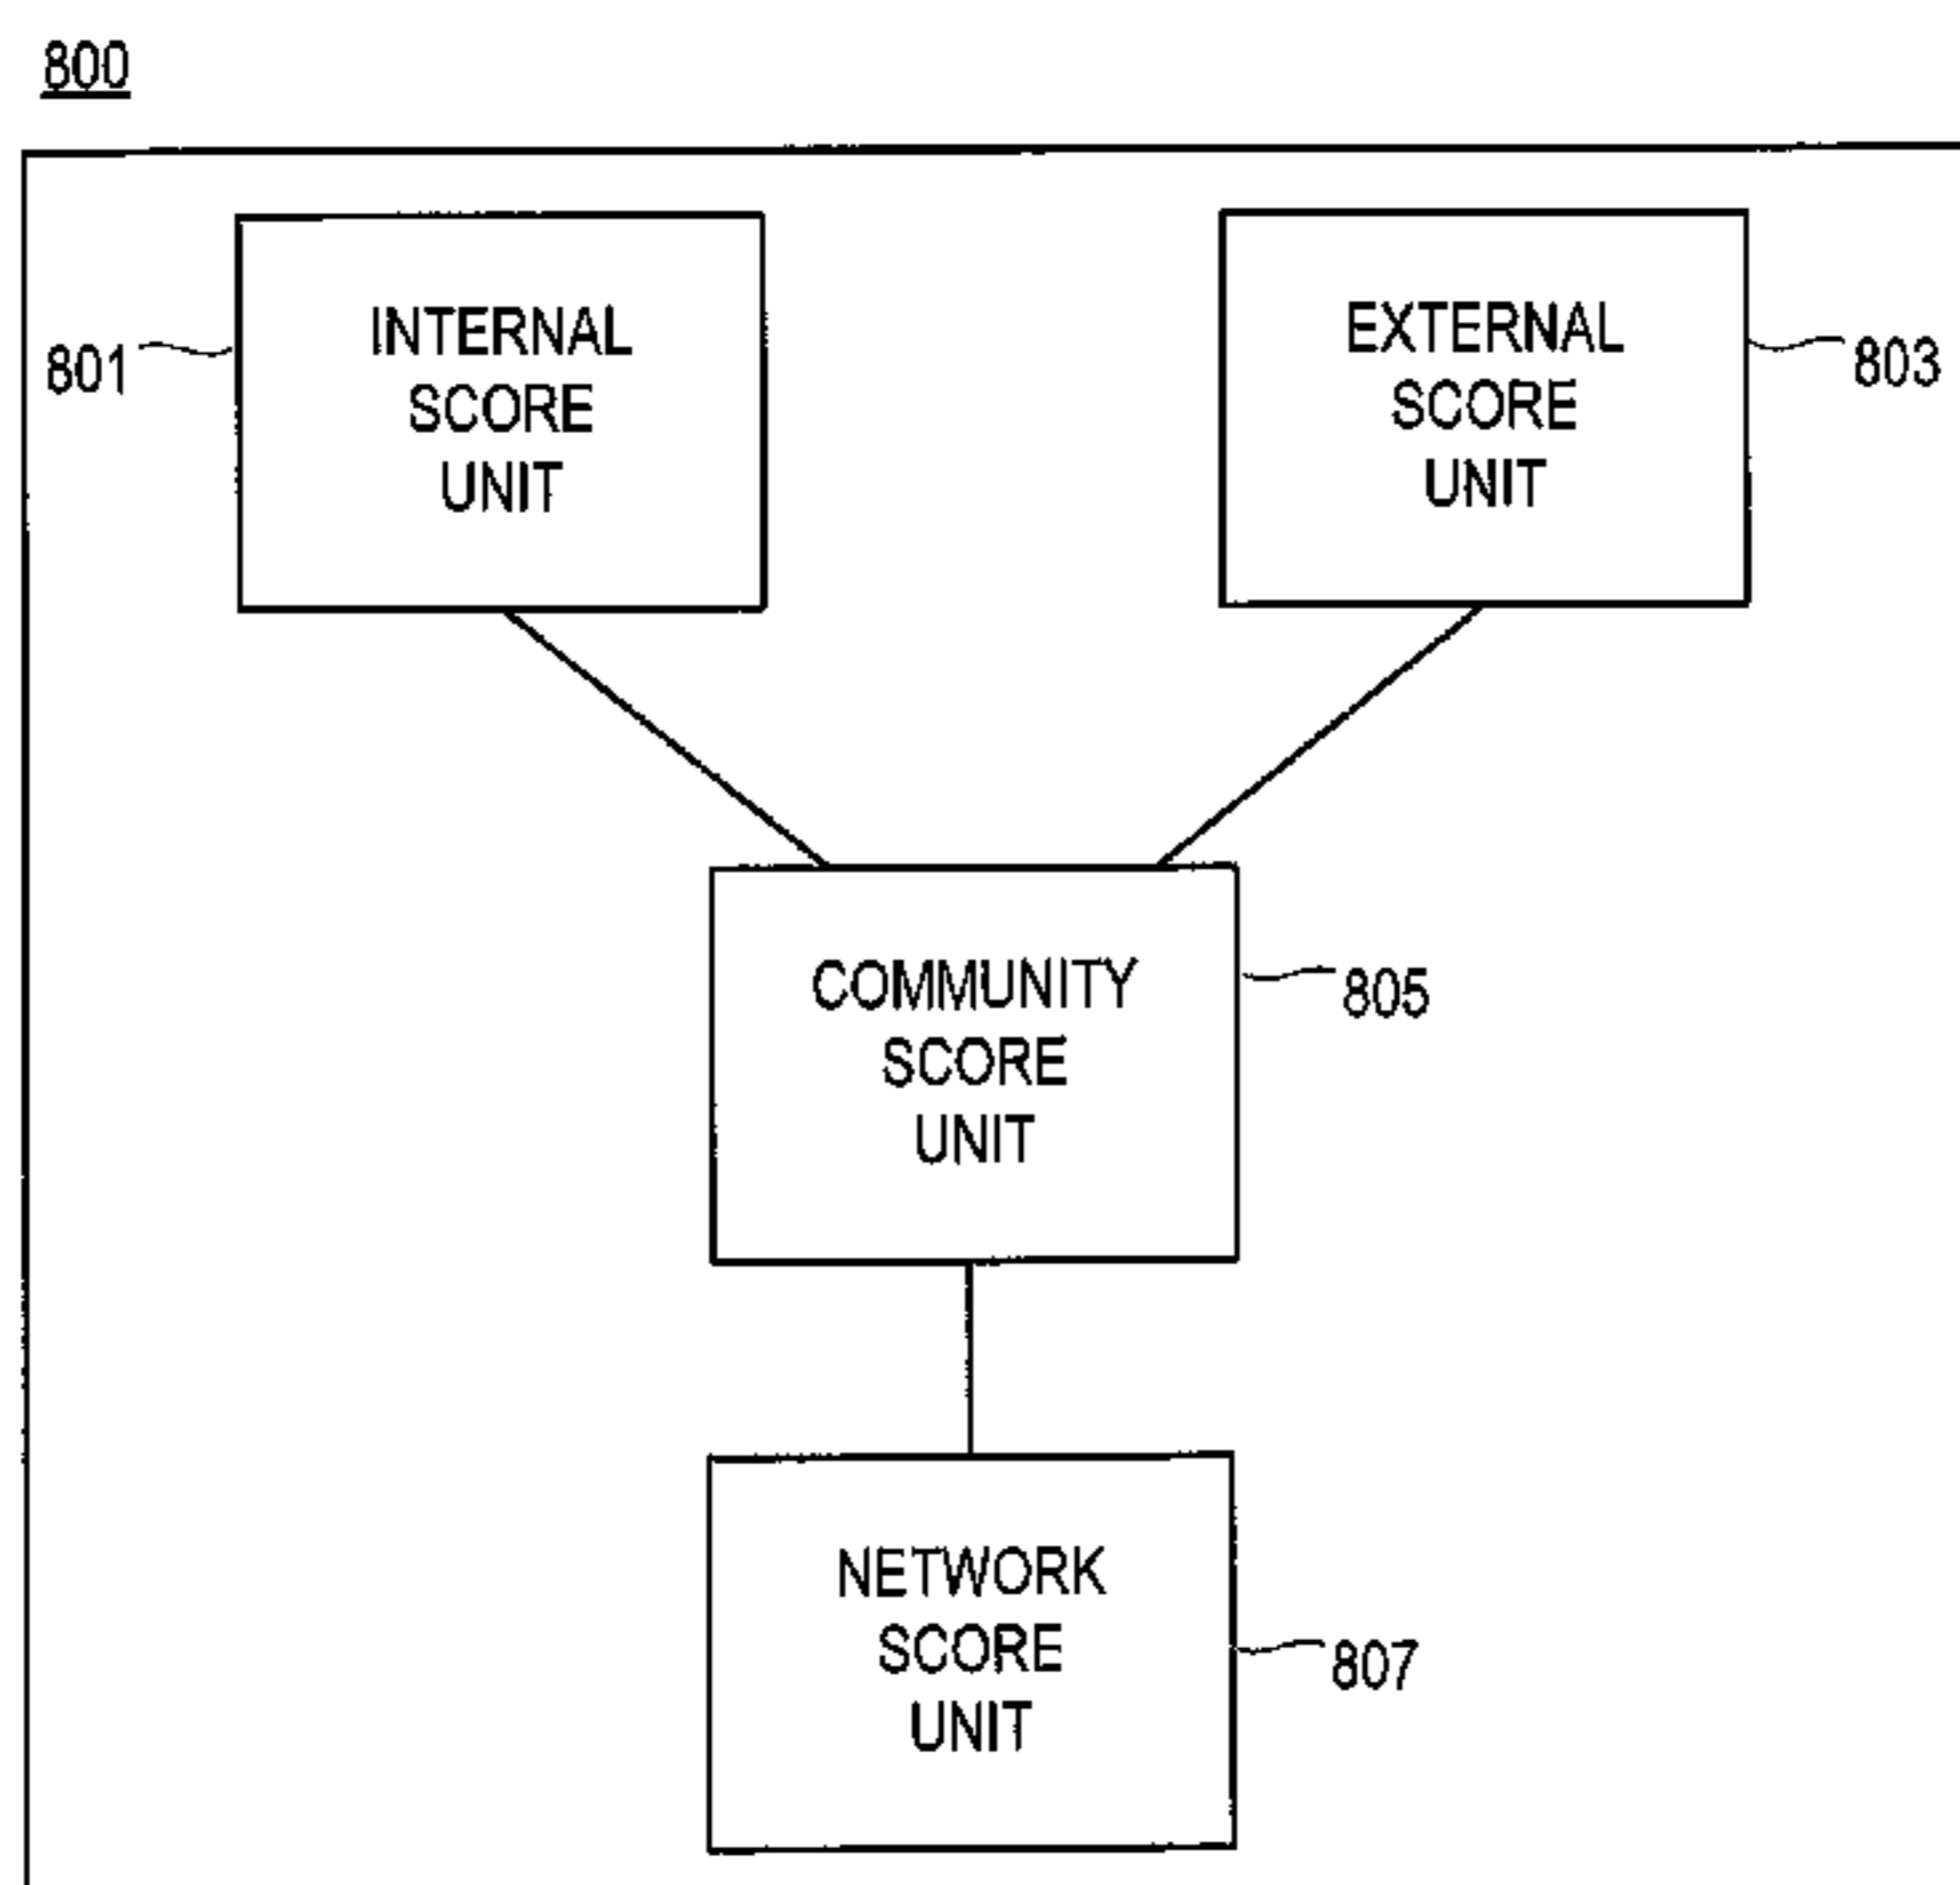 800
801
INTERNAL
SCORE
UNIT
EXTERNAL
SCORE
UNIT
803
COMMUNITY
SCORE
UNIT
805
NETWORK
SCORE
UNIT
807